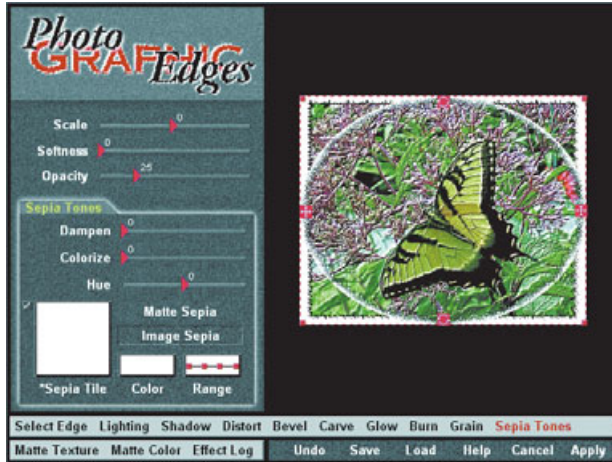 Photo
GRAPHIC
Edges
Scale 0
Softness 0
Opacity 25
Sepia Tones
Dampen 0
Colorize 0
Hue 0
Matte Sepia
Image Sepia
*Sepia Tile Color Range
Select Edge Lighting Shadow Distort Bevel Carve Glow Burn Grain Sepia Tones
Matte Texture Matte Color Effect Log Undo Save Load Help Cancel Apply